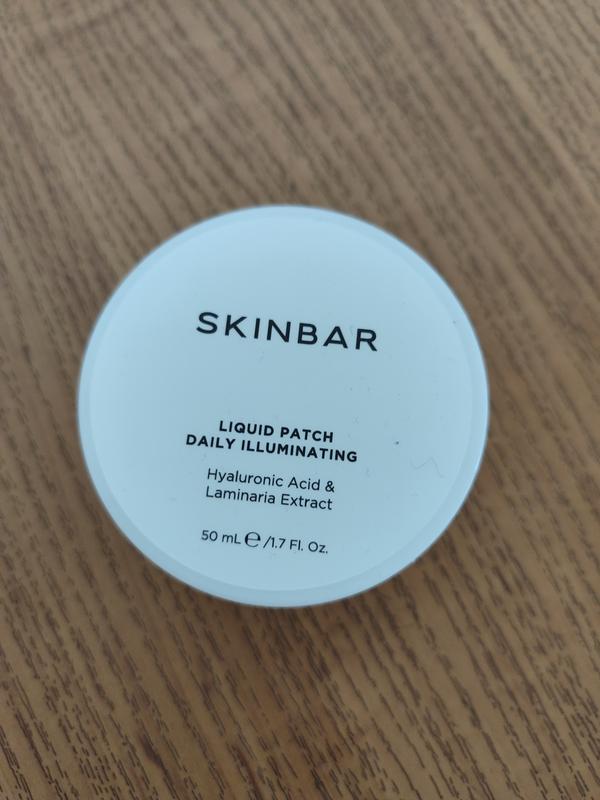 SKINBAR
LIQUID PATCH
DAILY ILLUMINATING
Hyaluronic Acid &
Laminaria Extract
50 mL ℮ /1.7 Fl. Oz.